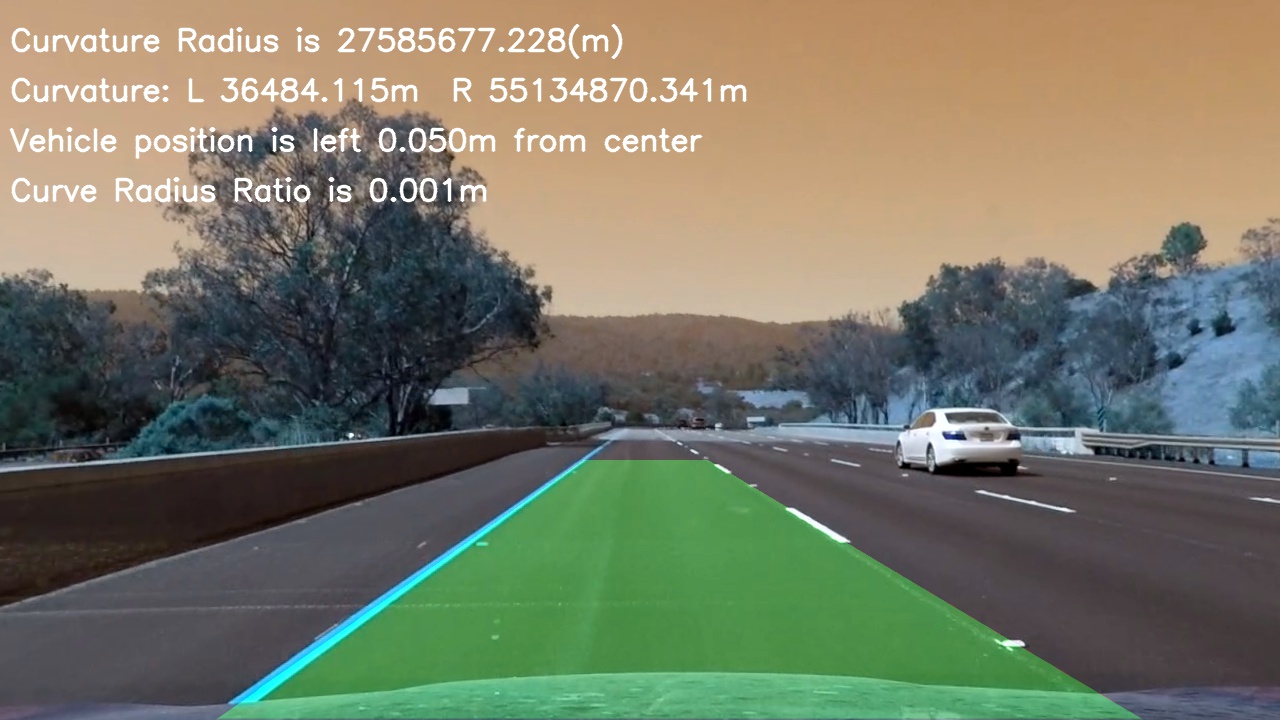 Curvature Radius is 27585677.228(m)
Curvature: L 36484.115m R 55134870.341m
Vehicle position is left 0.050m from center
Curve Radius Ratio is 0.001m